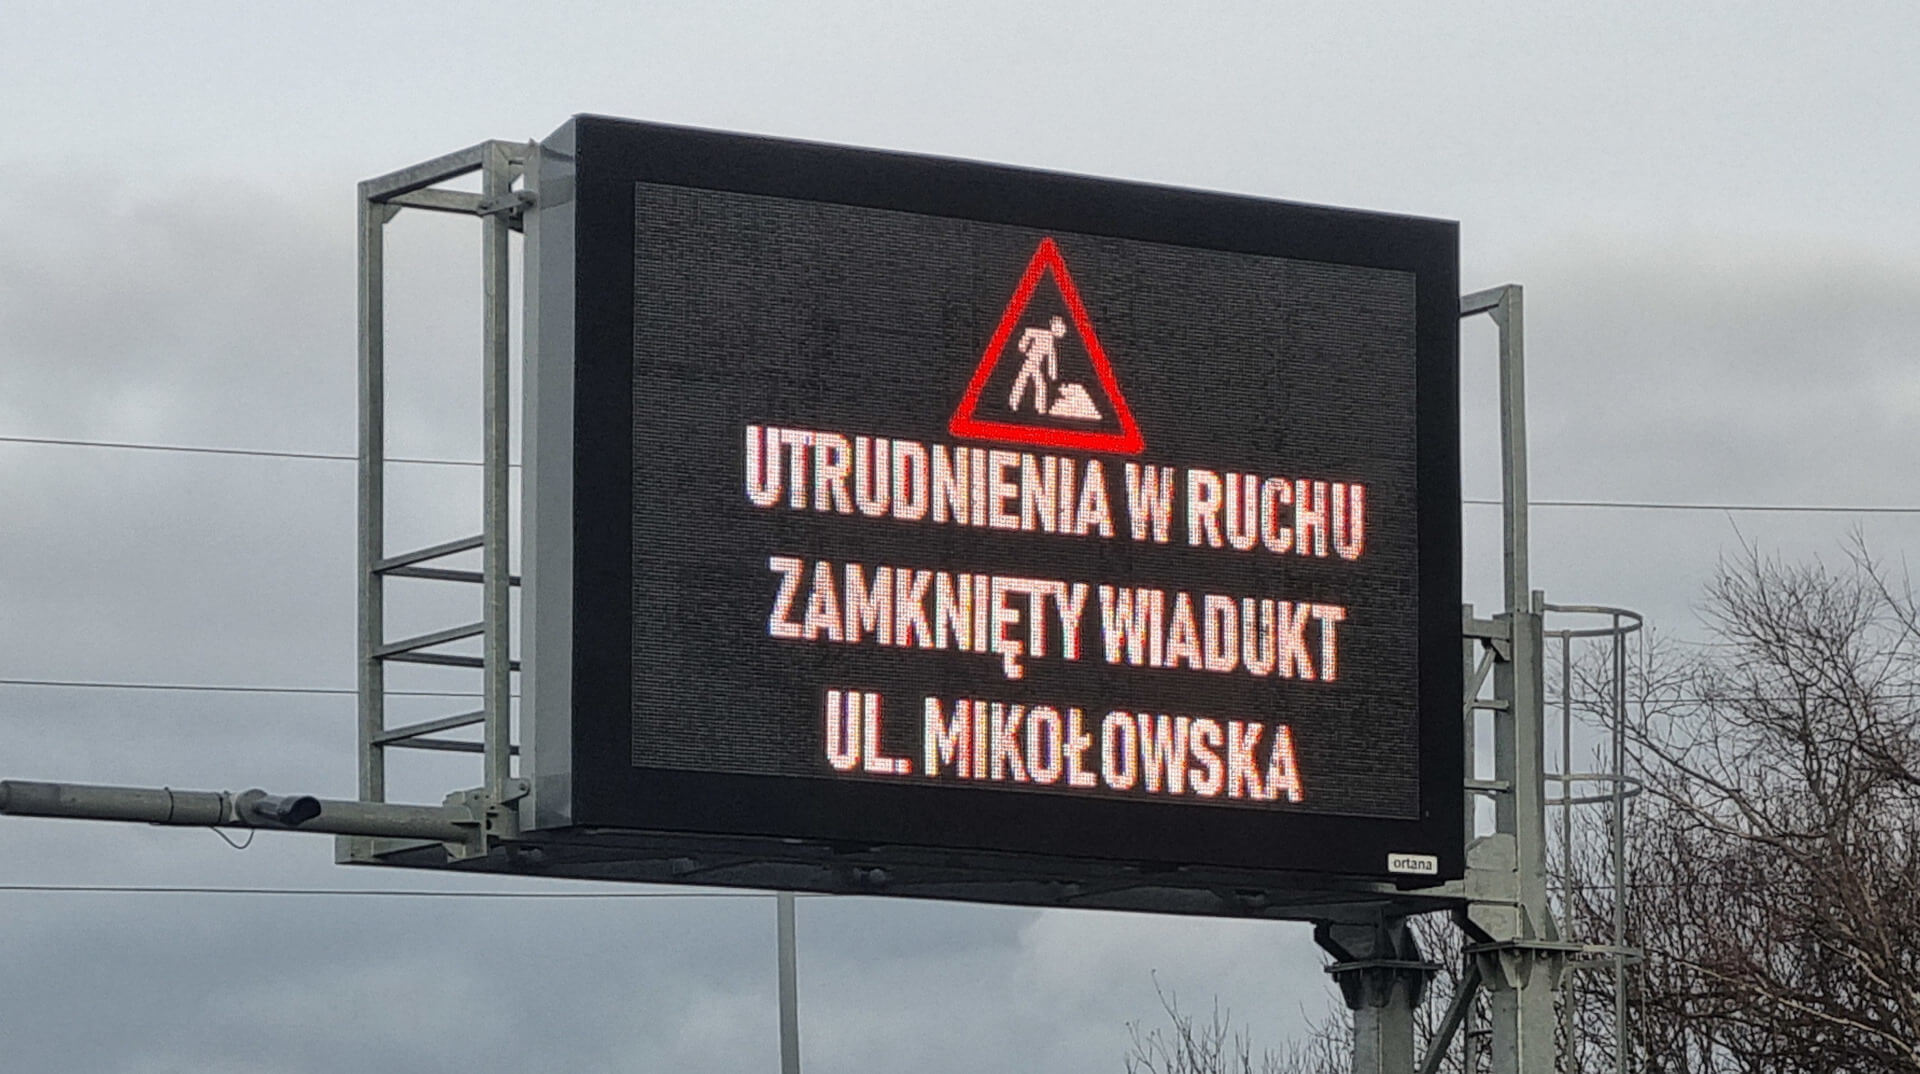 UTRUDNIENIA W RUCHU
ZAMKNIĘTY WIADUKT
UL. MIKOŁOWSKA
ortana